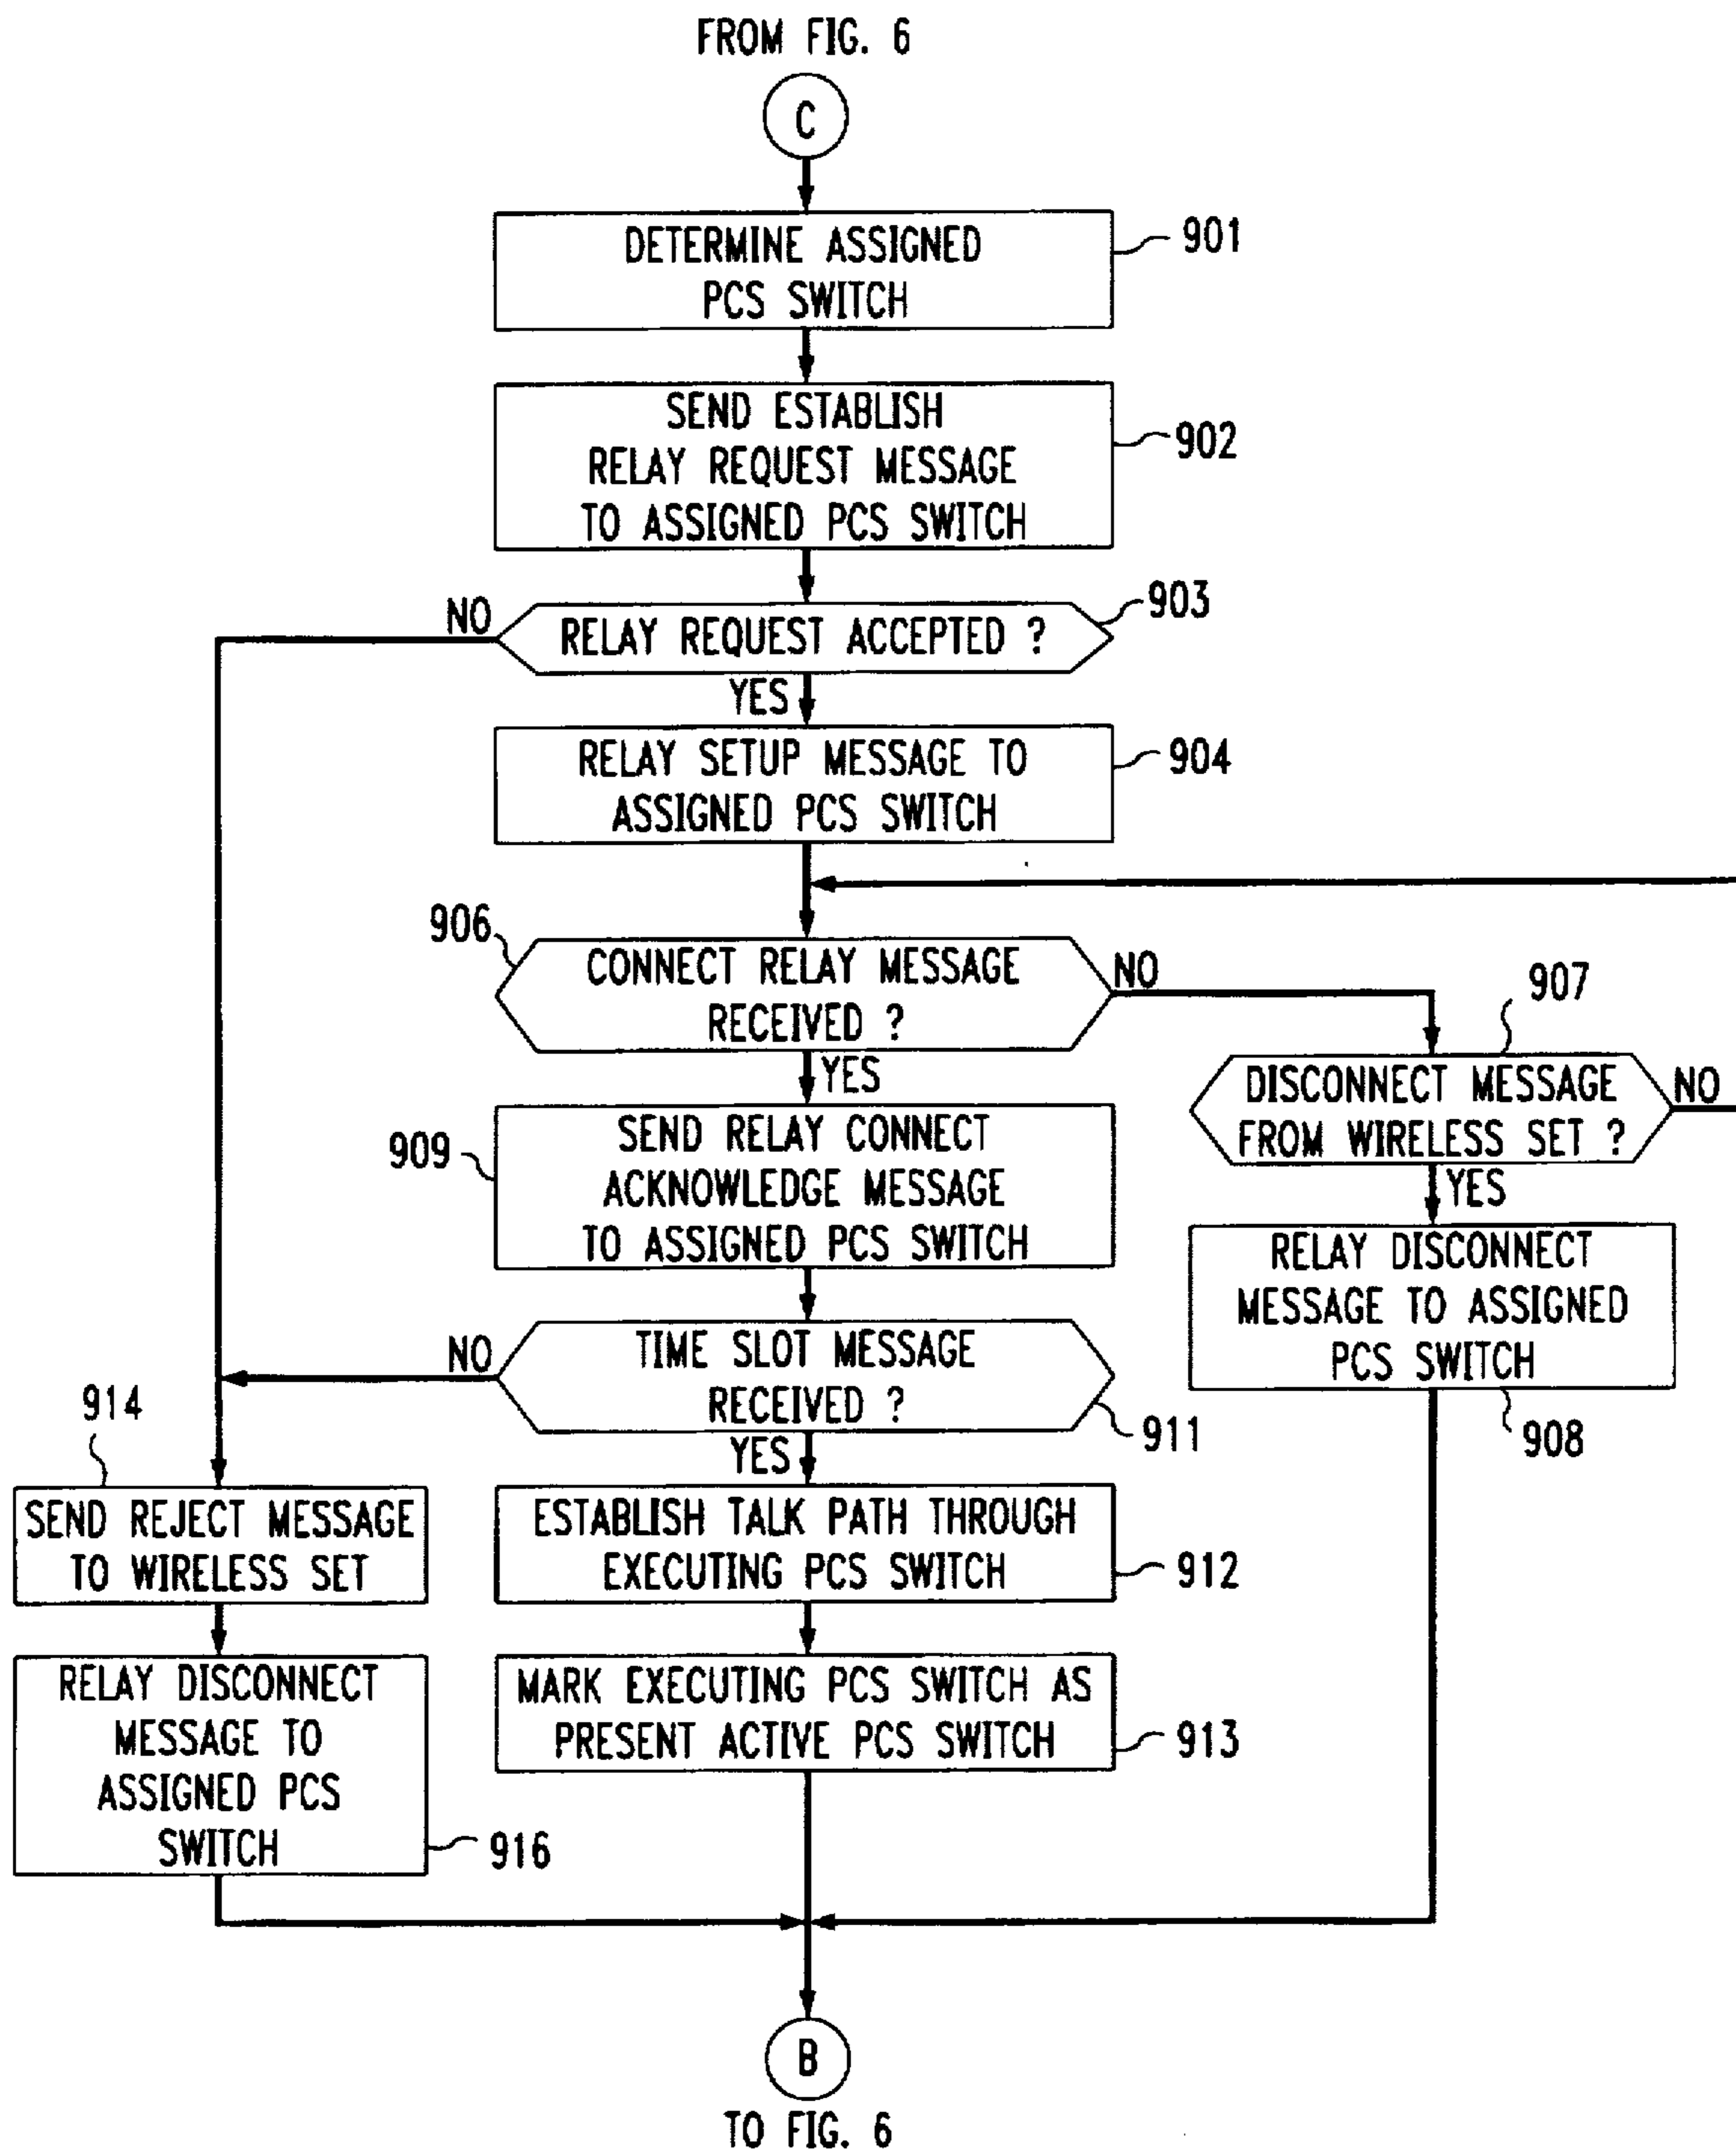 FROM FIG. 6
C
DETERMINE ASSIGNED
PCS SWITCH
901
SEND ESTABLISH
RELAY REQUEST MESSAGE
TO ASSIGNED PCS SWITCH
902
NO
RELAY REQUEST ACCEPTED ?
903
YES
RELAY SETUP MESSAGE TO
ASSIGNED PCS SWITCH
904
906
CONNECT RELAY MESSAGE
RECEIVED ?
NO
YES
907
DISCONNECT MESSAGE
FROM WIRELESS SET ?
NO
YES
909
SEND RELAY CONNECT
ACKNOWLEDGE MESSAGE
TO ASSIGNED PCS SWITCH
RELAY DISCONNECT
MESSAGE TO ASSIGNED
PCS SWITCH
908
NO
TIME SLOT MESSAGE
RECEIVED ?
911
YES
914
SEND REJECT MESSAGE
TO WIRELESS SET
ESTABLISH TALK PATH THROUGH
EXECUTING PCS SWITCH
912
RELAY DISCONNECT
MESSAGE TO
ASSIGNED PCS
SWITCH
916
MARK EXECUTING PCS SWITCH AS
PRESENT ACTIVE PCS SWITCH
913
B
TO FIG. 6